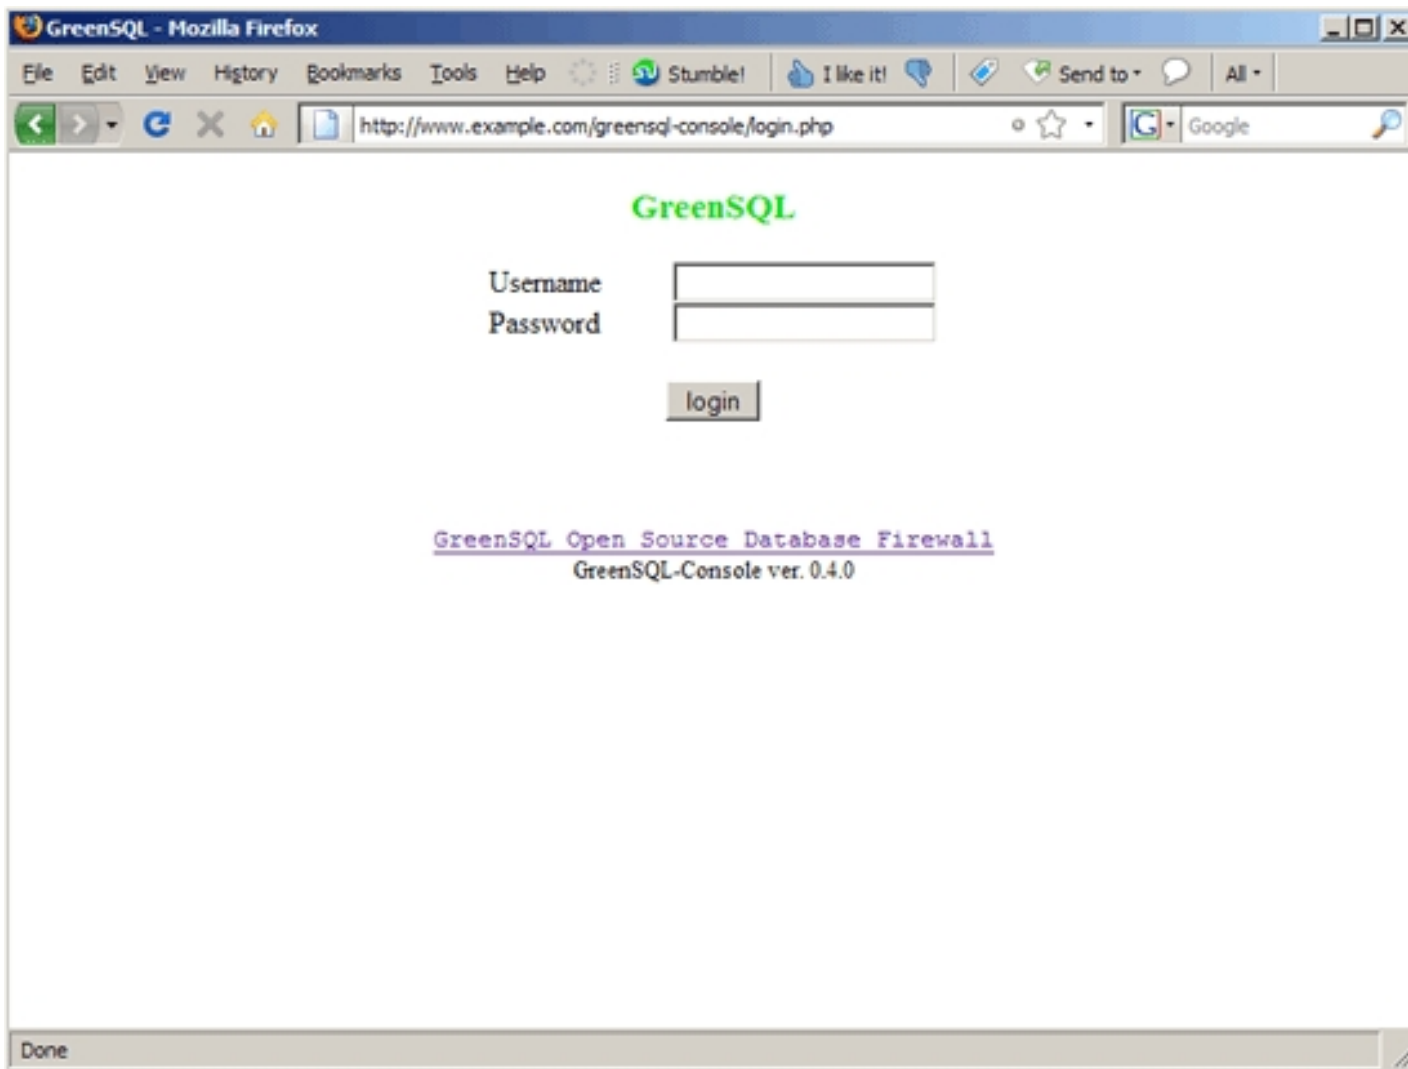 GreenSQL - Mozilla Firefox
File Edit View History Bookmarks Tools Help Stumble! I like it! Send to All
http://www.example.com/greensql-console/login.php G Google
GreenSQL
Username
Password
login
GreenSQL Open Source Database Firewall
GreenSQL-Console ver. 0.4.0
Done